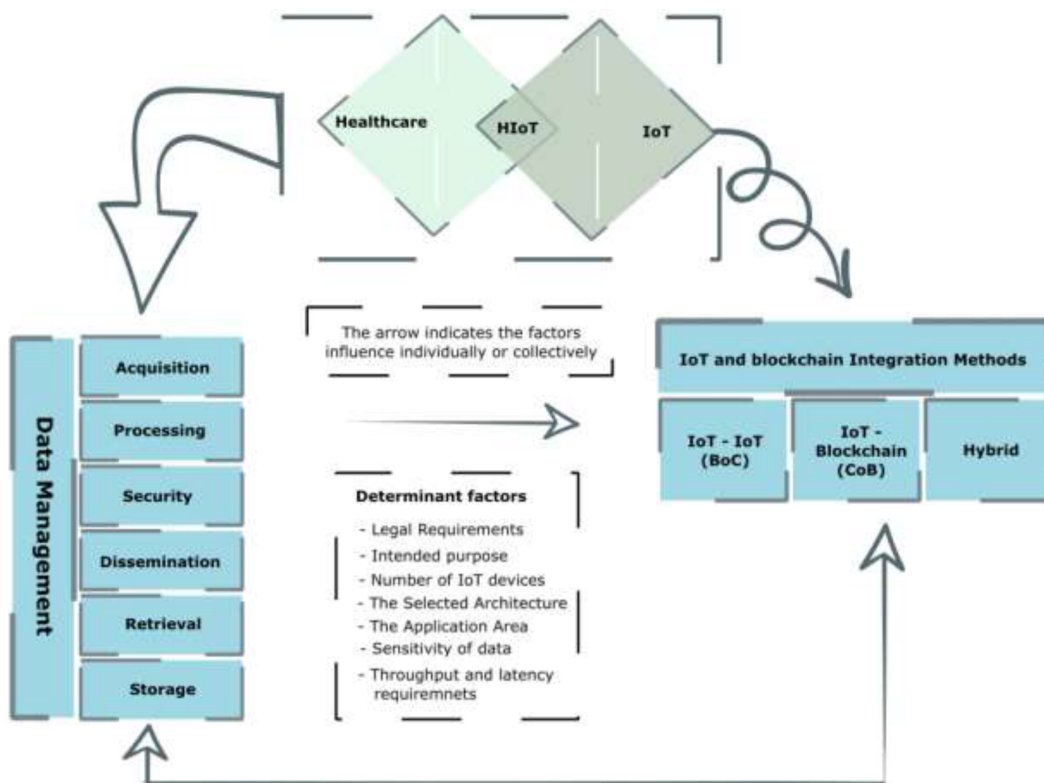 Healthcare
HIoT
IoT
The arrow indicates the factors
influence individually or collectively
Data Management
Acquisition
Processing
Security
Dissemination
Retrieval
Storage
Determinant factors
- Legal Requirements
- Intended purpose
- Number of IoT devices
- The Selected Architecture
- The Application Area
- Sensitivity of data
- Throughput and latency
requiremnets
IoT and blockchain Integration Methods
IoT - IoT
(BoC)
IoT -
Blockchain
(CoB)
Hybrid